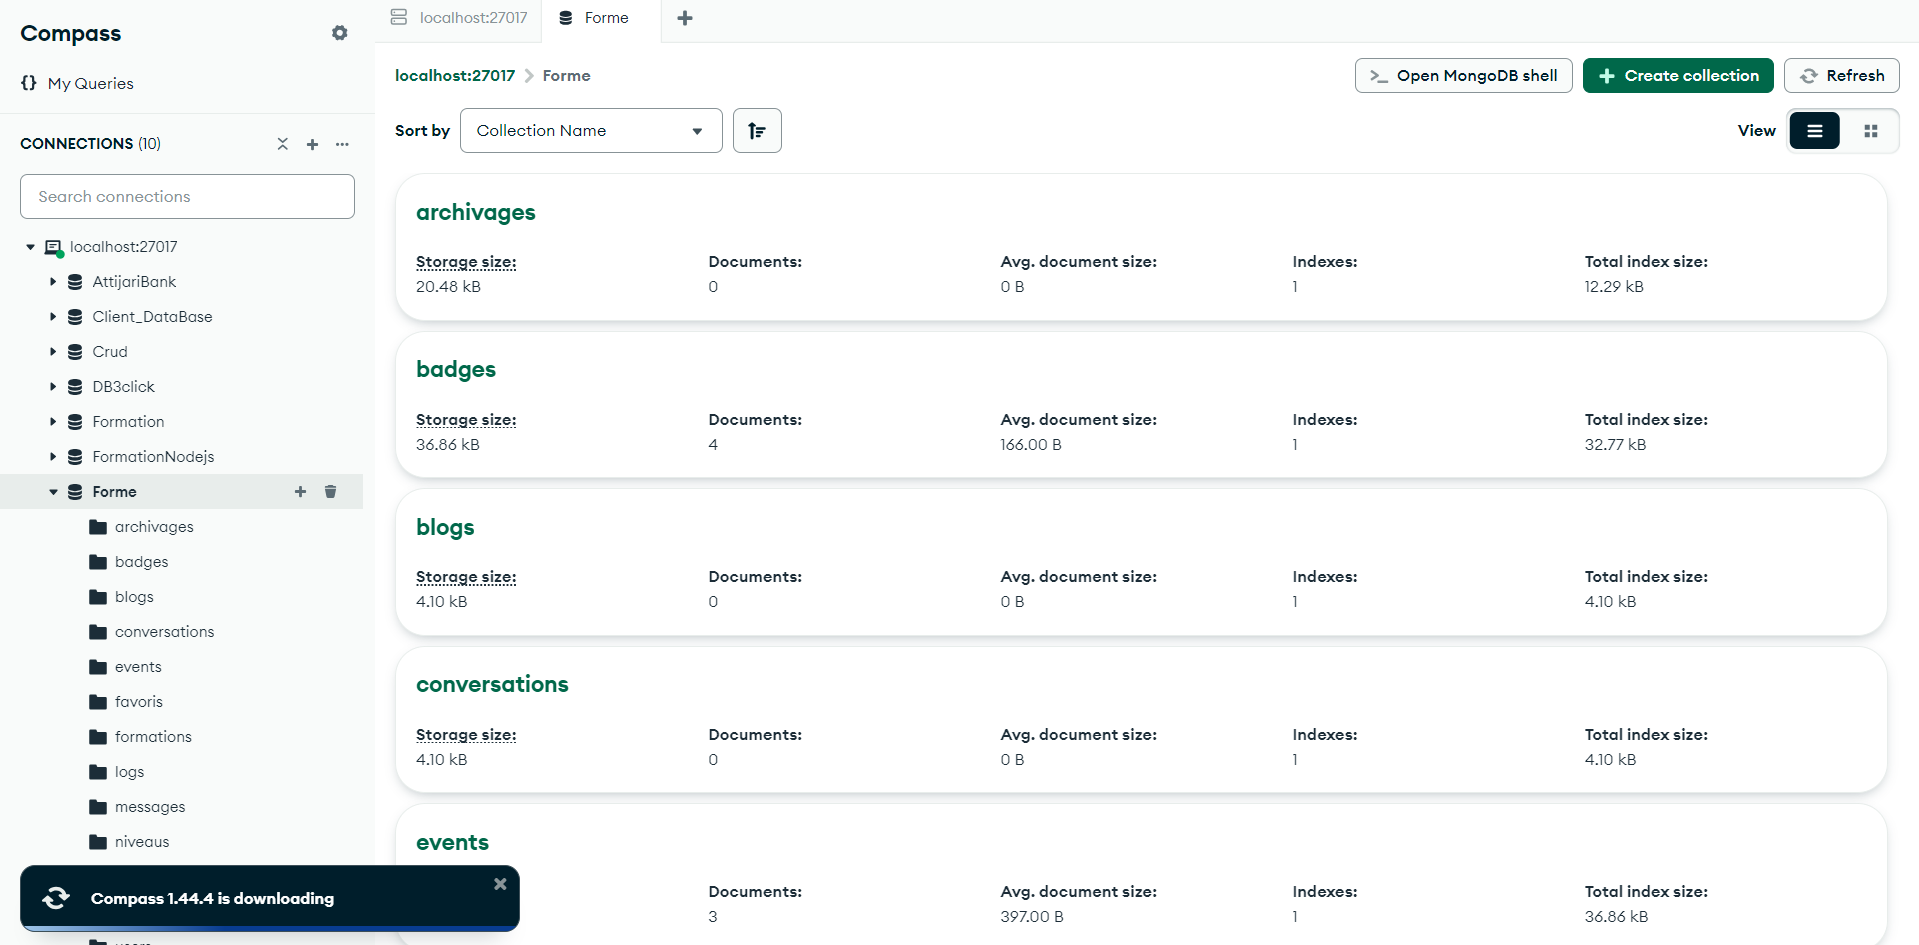 Compass
My Queries
CONNECTIONS (10)
Search connections
localhost:27017
AttijariBank
Client_DataBase
Crud
DB3click
Formation
FormationNodejs
Forme
archivages
badges
blogs
conversations
events
favoris
formations
logs
messages
niveaus
Compass 1.44.4 is downloading
localhost:27017
Forme
localhost:27017 > Forme
>_ Open MongoDB shell
Create collection
Refresh
Sort by
Collection Name
View
archivages
Storage size: Documents: Avg. document size: Indexes: Total index size:
20.48 kB 0 0 B 1 12.29 kB
badges
Storage size: Documents: Avg. document size: Indexes: Total index size:
36.86 kB 4 166.00 B 1 32.77 kB
blogs
Storage size: Documents: Avg. document size: Indexes: Total index size:
4.10 kB 0 0 B 1 4.10 kB
conversations
Storage size: Documents: Avg. document size: Indexes: Total index size:
4.10 kB 0 0 B 1 4.10 kB
events
Documents: Avg. document size: Indexes: Total index size:
3 397.00 B 1 36.86 kB